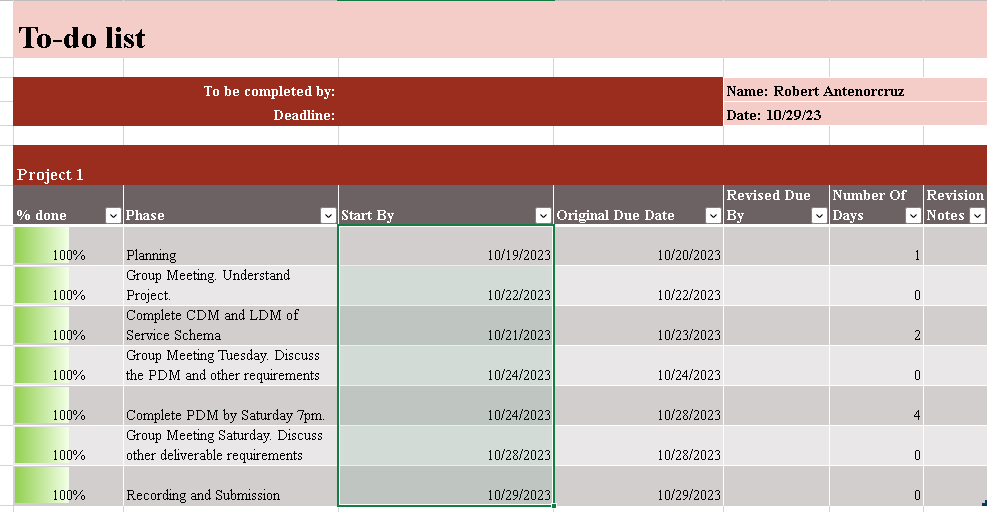 To-do list
To be completed by:
Name: Robert Antenorcruz
Deadline:
Date: 10/29/23
Project 1
% done Phase Start By Original Due Date Revised Due By Number Of Days Revision Notes
100% Planning 10/19/2023 10/20/2023 1
100% Group Meeting. Understand Project. 10/22/2023 10/22/2023 0
100% Complete CDM and LDM of Service Schema 10/21/2023 10/23/2023 2
100% Group Meeting Tuesday. Discuss the PDM and other requirements 10/24/2023 10/24/2023 0
100% Complete PDM by Saturday 7pm. 10/24/2023 10/28/2023 4
100% Group Meeting Saturday. Discuss other deliverable requirements 10/28/2023 10/28/2023 0
100% Recording and Submission 10/29/2023 10/29/2023 0